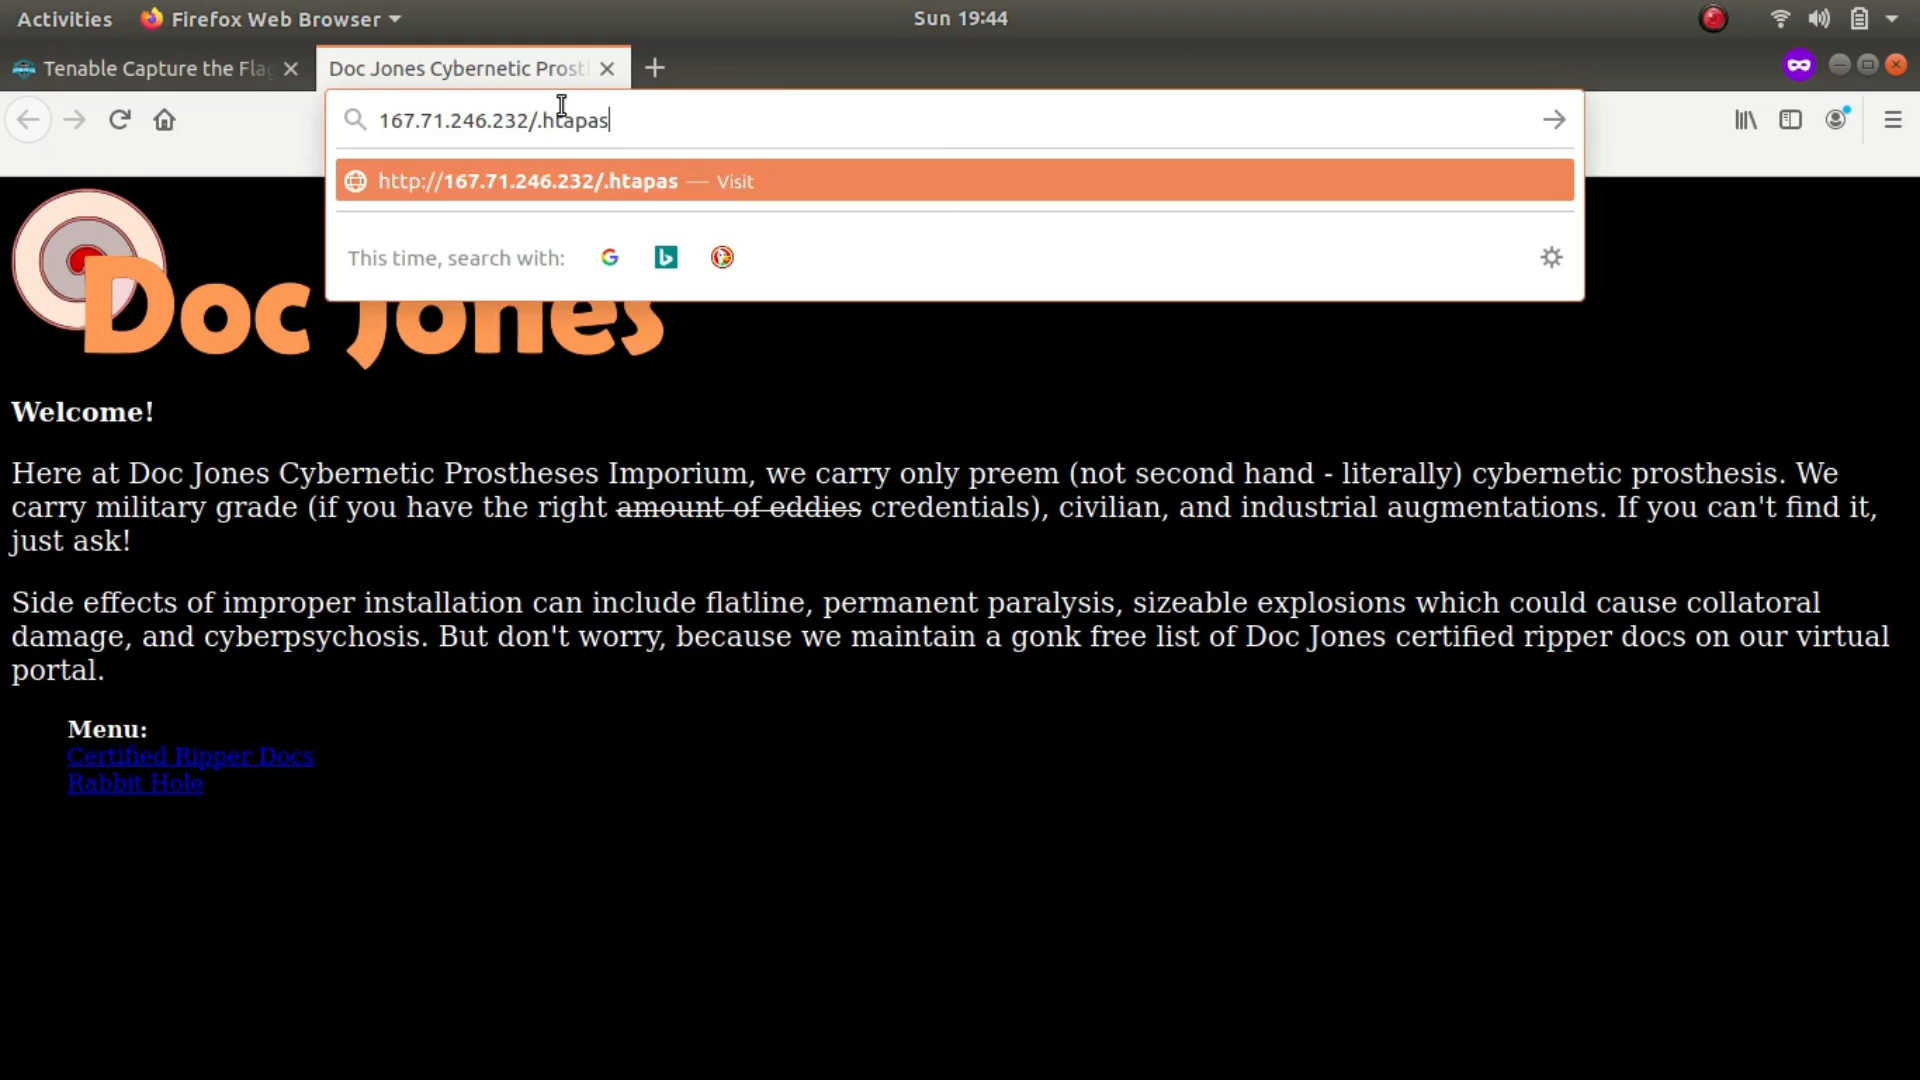 Activities Firefox Web Browser Sun 19:44
Tenable Capture the Flag Doc Jones Cybernetic Prost
167.71.246.232/.htapas
http://167.71.246.232/.htapas — Visit
This time, search with:
Doc Jones
Welcome!
Here at Doc Jones Cybernetic Prostheses Imporium, we carry only preem (not second hand - literally) cybernetic prosthesis. We
carry military grade (if you have the right amount of eddies credentials), civilian, and industrial augmentations. If you can't find it,
just ask!
Side effects of improper installation can include flatline, permanent paralysis, sizeable explosions which could cause collatoral
damage, and cyberpsychosis. But don't worry, because we maintain a gonk free list of Doc Jones certified ripper docs on our virtual
portal.
Menu:
Certified Ripper Docs
Rabbit Hole